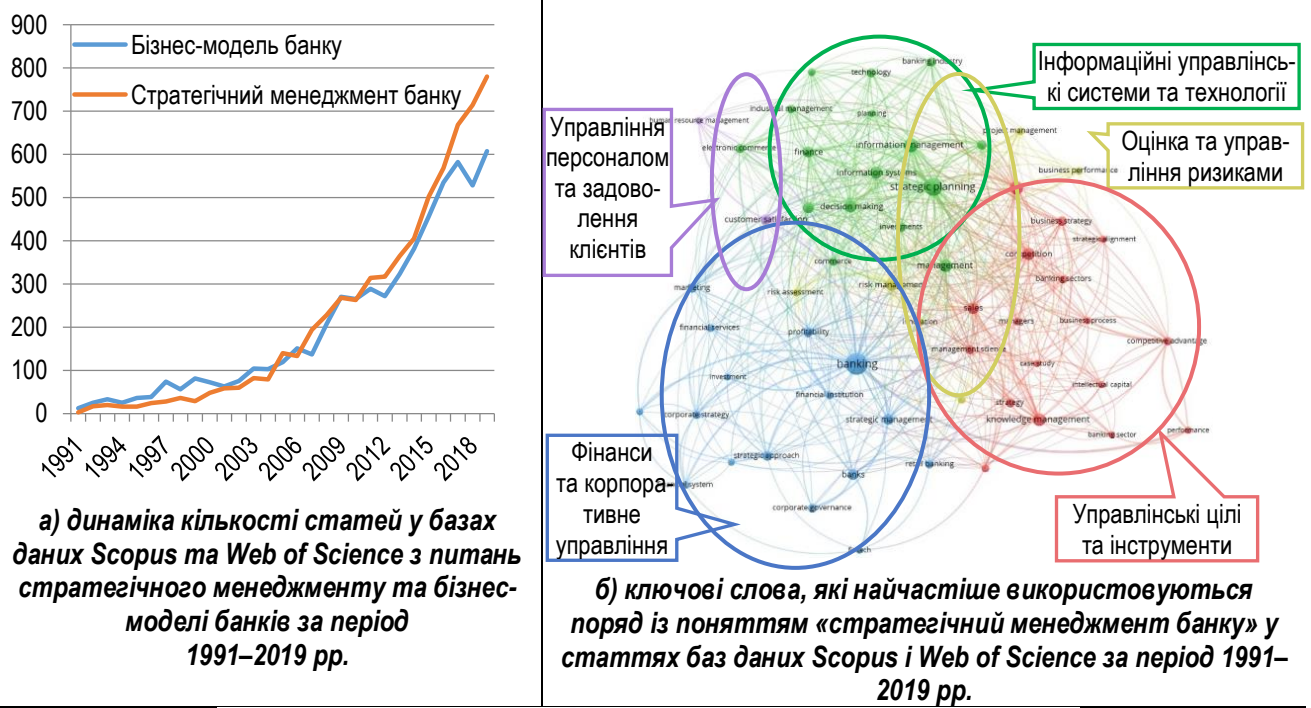 900
800
700
600
500
400
300
200
100
0
Бізнес-модель банку
Стратегічний менеджмент банку
1991
1994
1997
2000
2003
2006
2009
2012
2015
2018
а) динаміка кількості статей у базах
даних Scopus та Web of Science з питань
стратегічного менеджменту та бізнес-
моделі банків за період
1991–2019 рр.
Інформаційні управлінсь-
кі системи та технології
Оцінка та управ-
ління ризиками
Управління
персоналом
та задово-
лення
клієнтів
Фінанси
та корпора-
тивне
управління
Управлінські цілі
та інструменти
banking industry
technology
industrial management
human resource management
planning
project management
electronic commerce
finance
information management
business performance
information systems
strategic planning
decision making
customer satisfaction
investments
business strategy
strategic alignment
competition
commerce
management
banking sectors
marketing
risk assessment
risk management
sales
financial services
profitability
managers
business process
competitive advantage
management science
banking
case study
investment
intellectual capital
financial institution
strategy
corporate strategy
strategic management
knowledge management
banking sector
performance
strategic approach
retail banking
banks
system
corporate governance
fintech
б) ключові слова, які найчастіше використовуються
поряд із поняттям «стратегічний менеджмент банку» у
статтях баз даних Scopus і Web of Science за період 1991–
2019 рр.